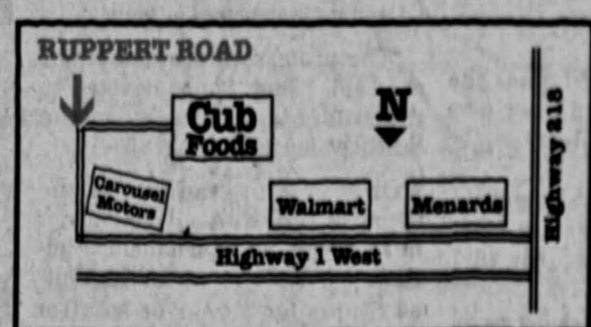 RUPPERT ROAD
Cub
Foods
N
Carousel
Motors
Walmart
Menards
Highway 218
Highway 1 West